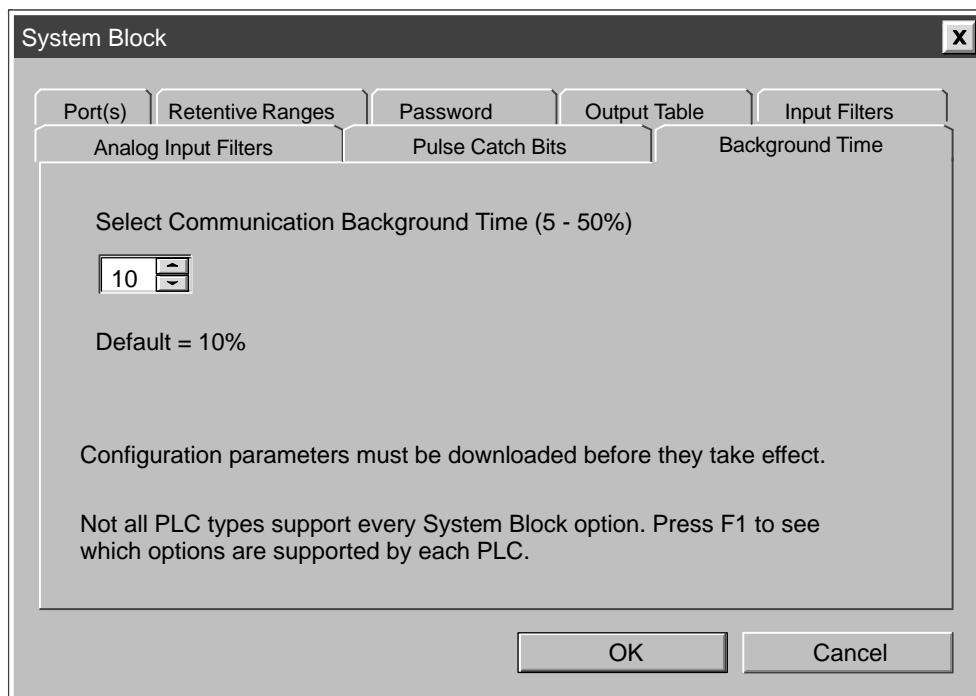 System Block
X
Port(s) Retentive Ranges Password Output Table Input Filters
Analog Input Filters Pulse Catch Bits Background Time
Select Communication Background Time (5 - 50%)
10
Default = 10%
Configuration parameters must be downloaded before they take effect.
Not all PLC types support every System Block option. Press F1 to see
which options are supported by each PLC.
OK Cancel